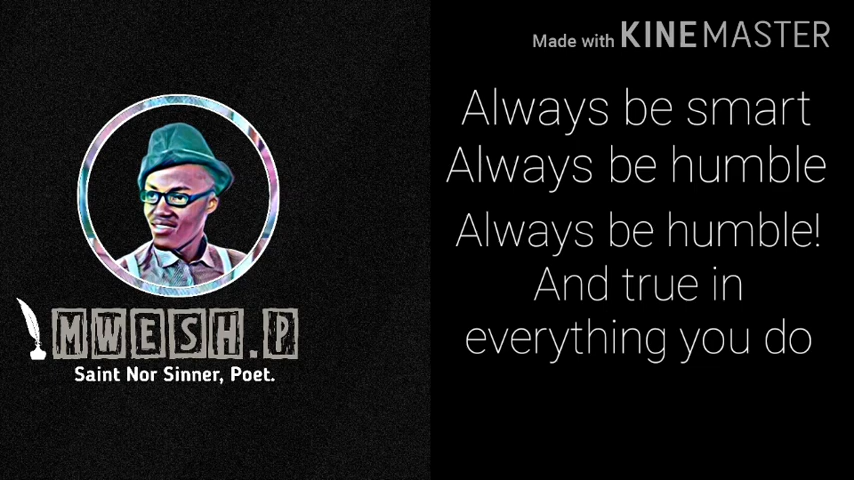 Made with KINEMASTER
Always be smart
Always be humble
Always be humble!
And true in
everything you do
MWESH.P
Saint Nor Sinner, Poet.